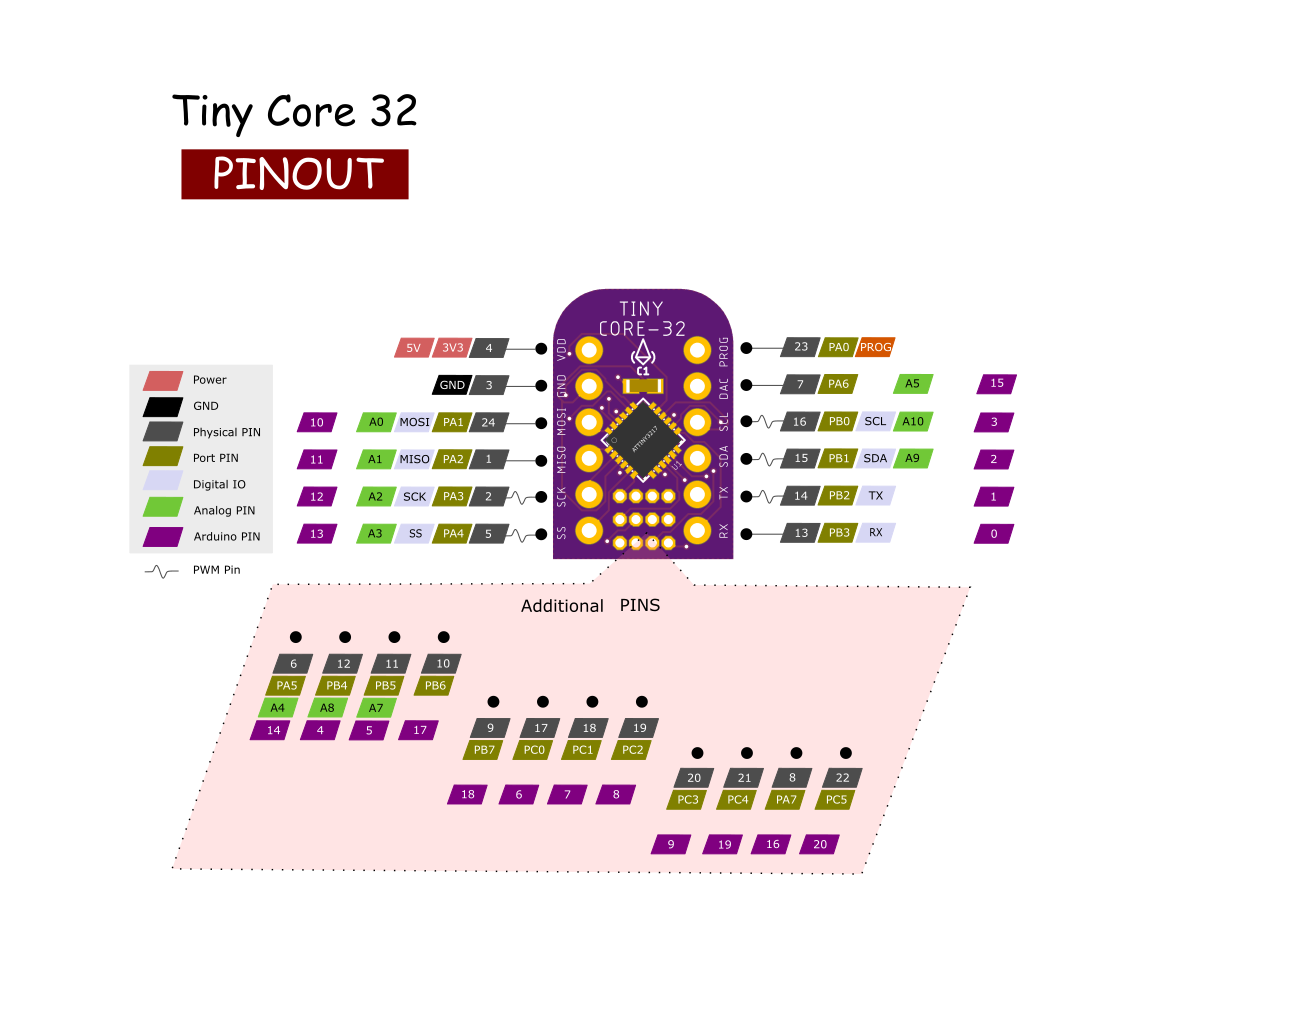 Tiny Core 32
PINOUT
Power
GND
Physical PIN
Port PIN
Digital IO
Analog PIN
Arduino PIN
PWM Pin
5V 3V3 4
GND 3
10 A0 MOSI PA1 24
11 A1 MISO PA2 1
12 A2 SCK PA3 2
13 A3 SS PA4 5
TINY
CORE-32
C1
VDD
GND
MOSI
MISO
SCK
SS
ATTINY3217
U1
PROG
DAC
SCL
SDA
TX
RX
23 PA0 PROG
7 PA6 A5 15
16 PB0 SCL A10 3
15 PB1 SDA A9 2
14 PB2 TX 1
13 PB3 RX 0
Additional PINS
6 12 11 10
PA5 PB4 PB5 PB6
A4 A8 A7
14 4 5 17
9 17 18 19
PB7 PC0 PC1 PC2
18 6 7 8
20 21 8 22
PC3 PC4 PA7 PC5
9 19 16 20